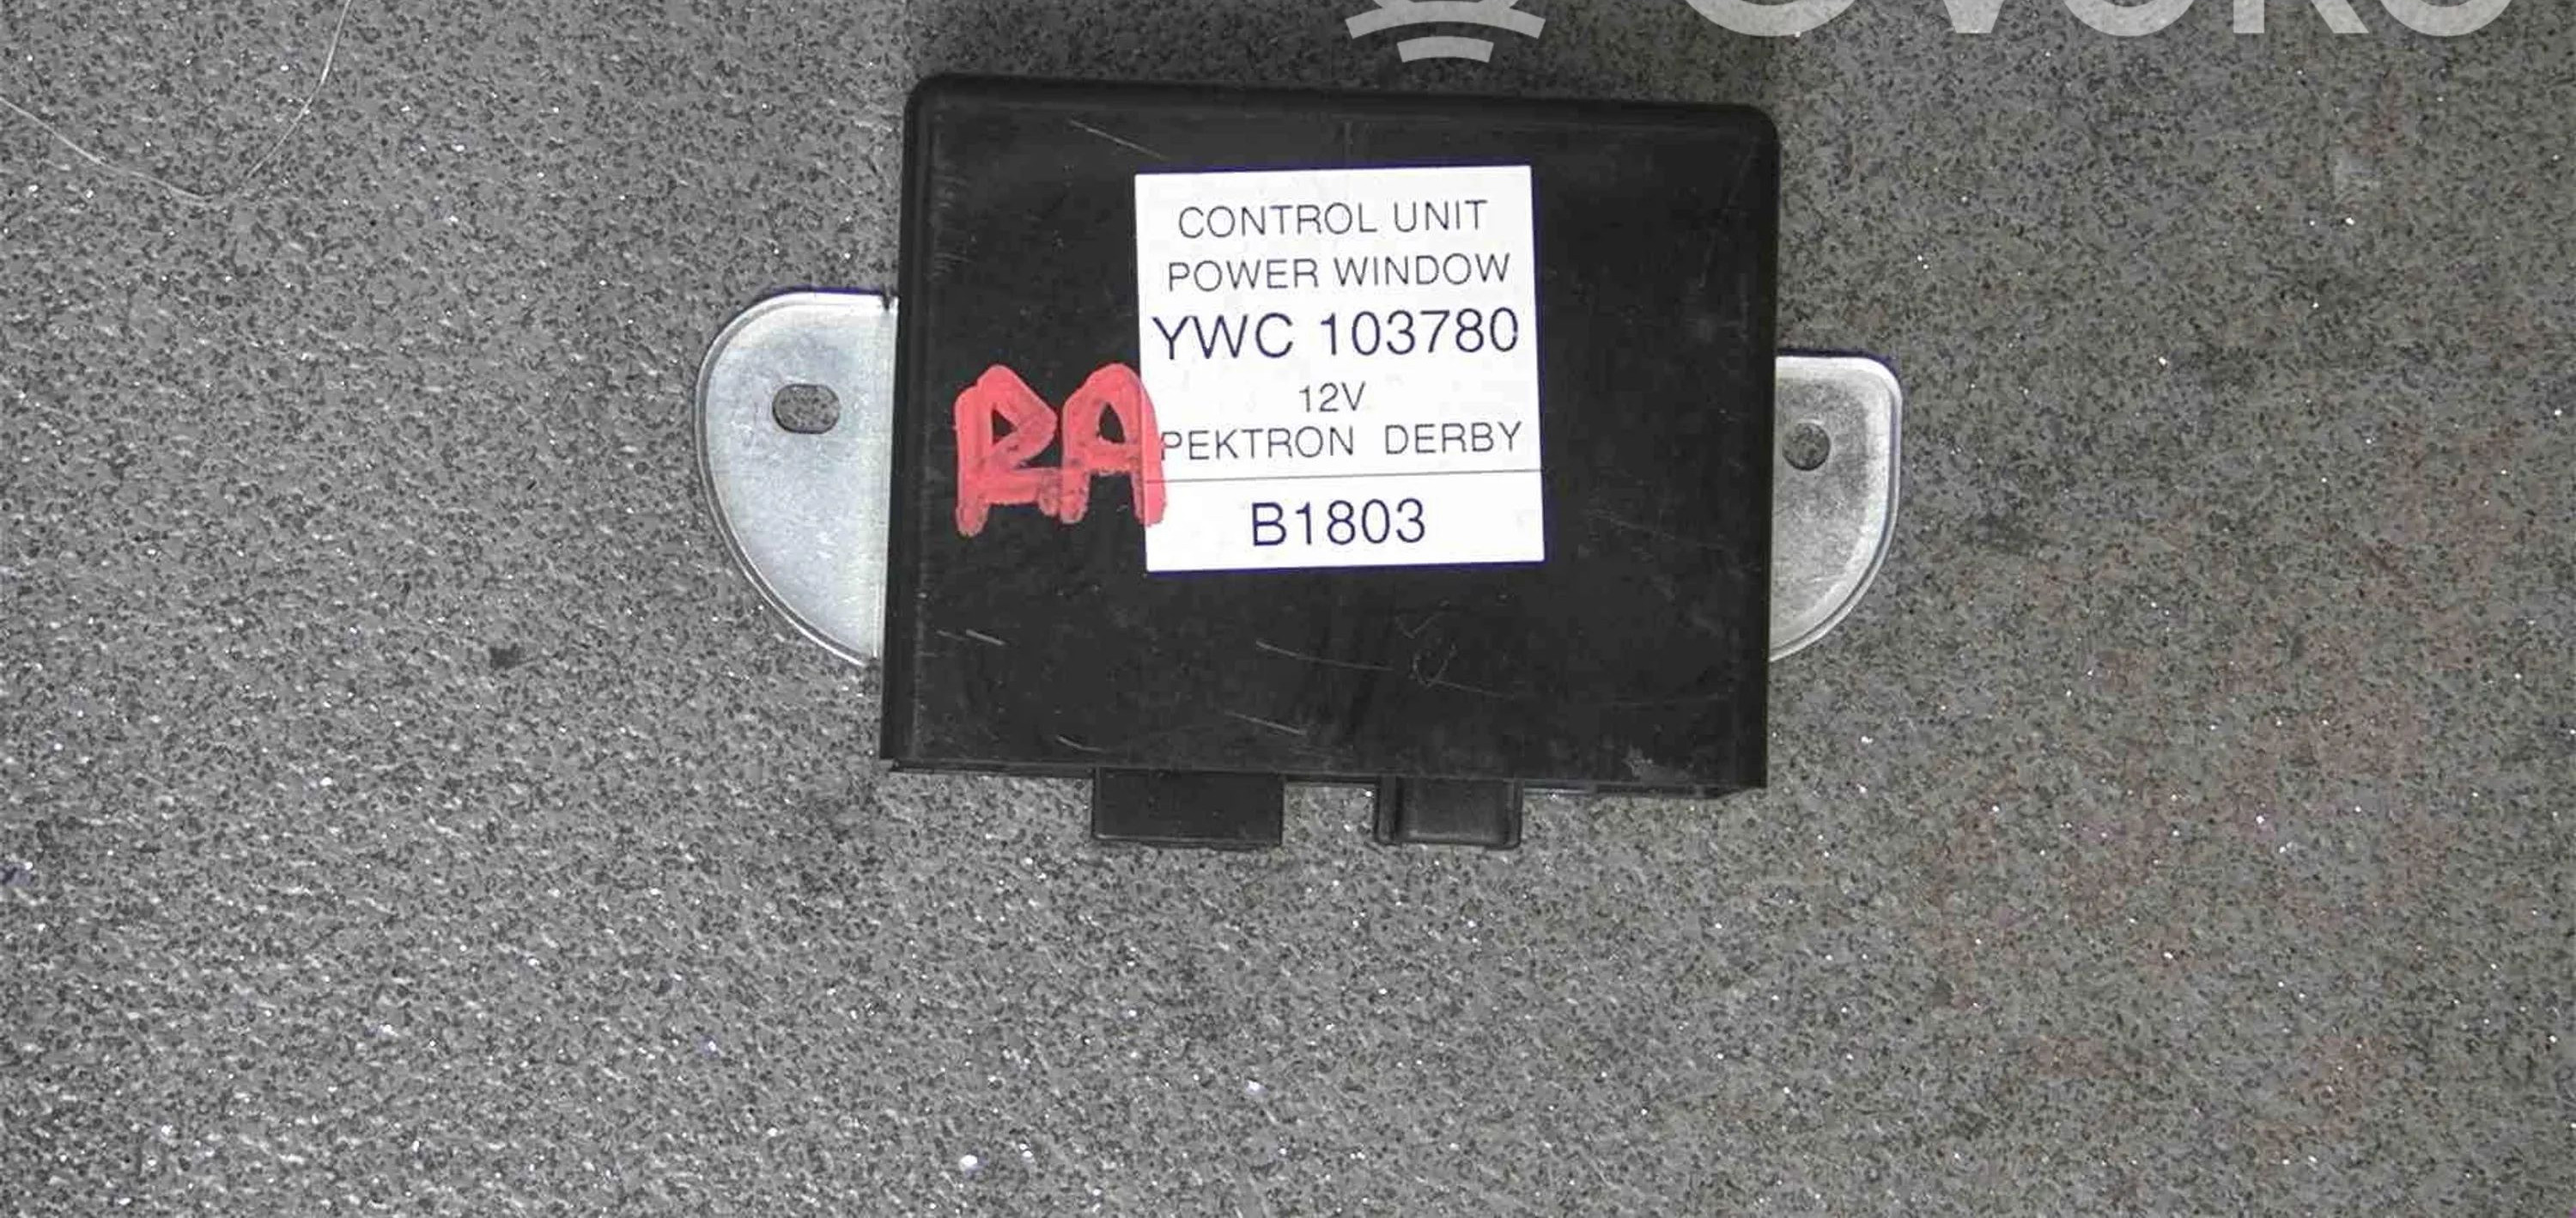 CONTROL UNIT
POWER WINDOW
YWC 103780
12V
PEKTRON DERBY
B1803
RA